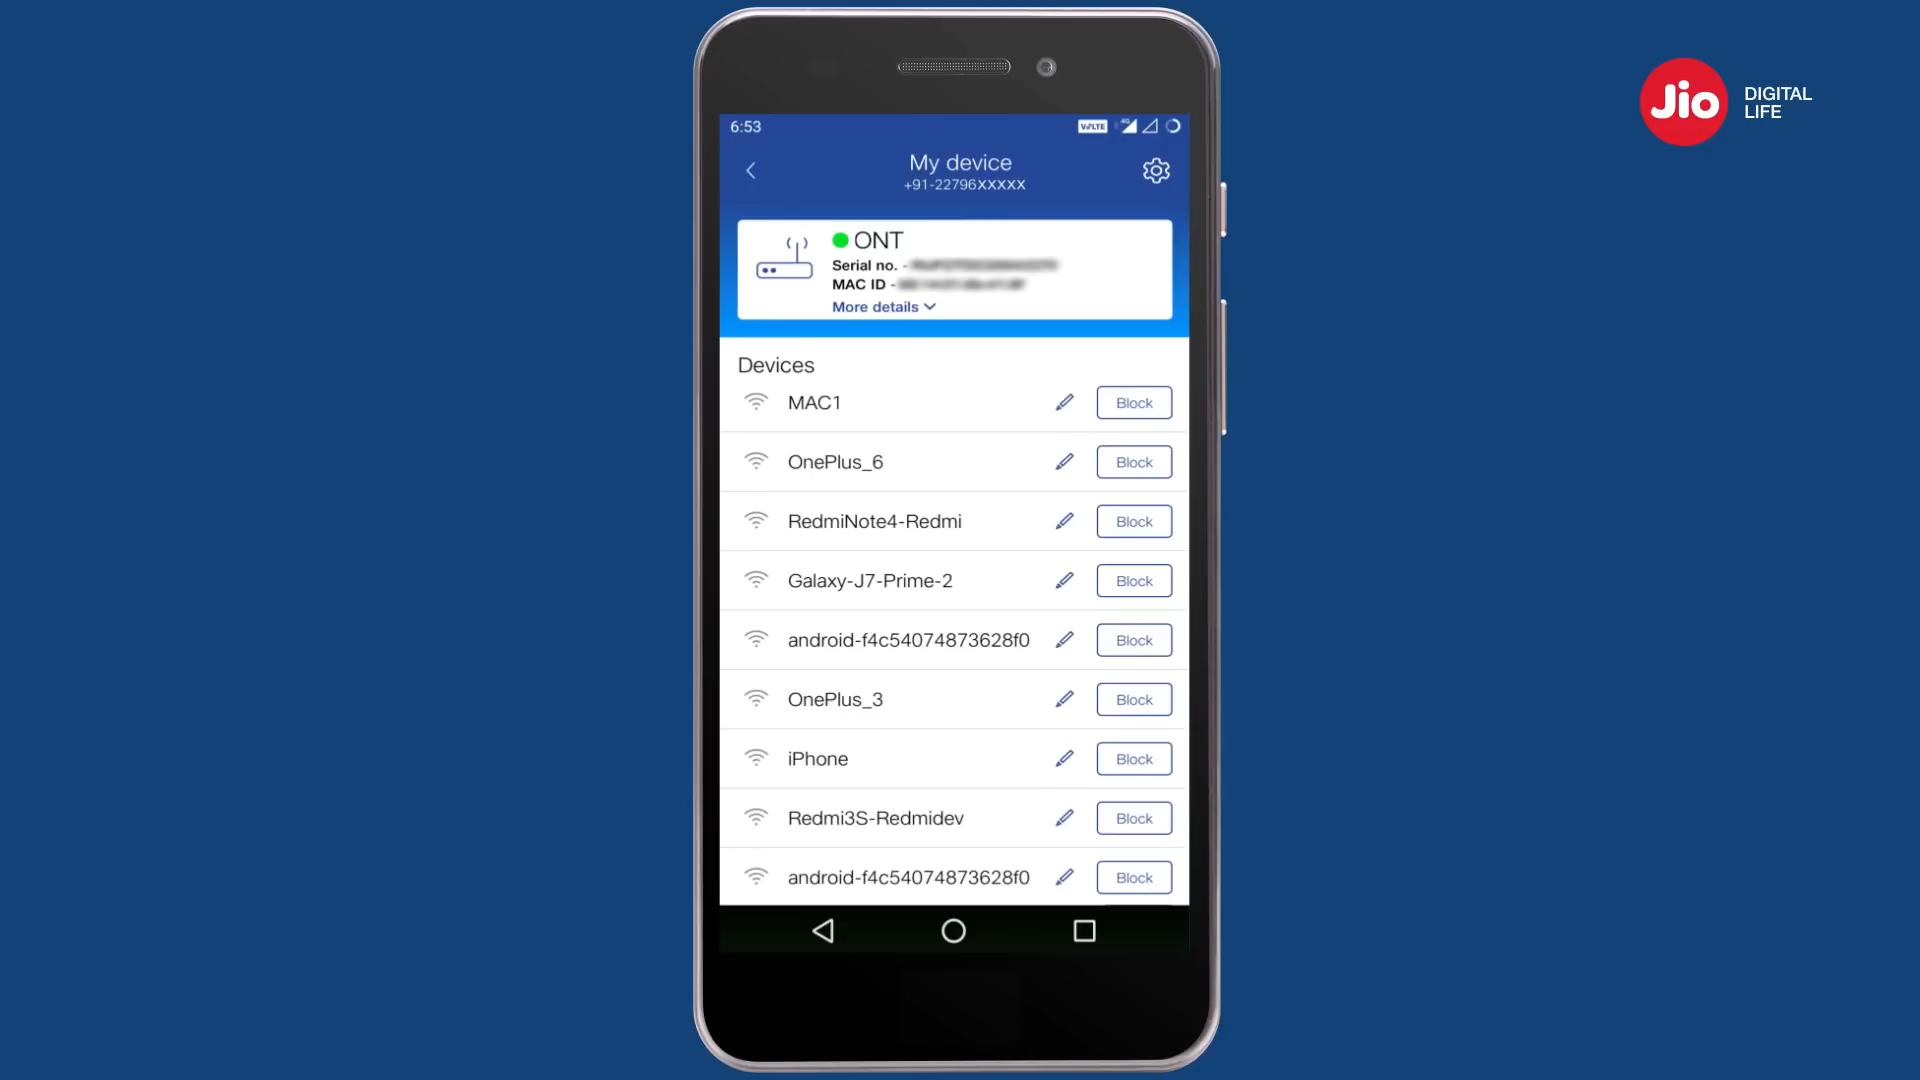 Jio
DIGITAL
LIFE
6:53
VoLTE
4G
My device
+91-22796XXXXX
ONT
Serial no. -
MAC ID -
More details
Devices
MAC1
Block
OnePlus_6
Block
RedmiNote4-Redmi
Block
Galaxy-J7-Prime-2
Block
android-f4c54074873628f0
Block
OnePlus_3
Block
iPhone
Block
Redmi3S-Redmidev
Block
android-f4c54074873628f0
Block